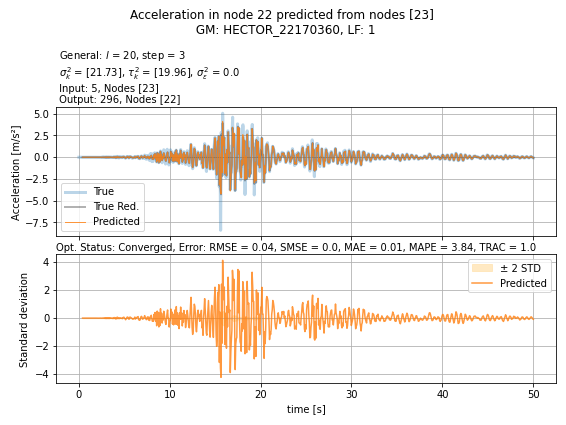 Acceleration in node 22 predicted from nodes [23]
GM: HECTOR_22170360, LF: 1
General: l = 20, step = 3
σ²ₖ = [21.73], τ²ₖ = [19.96], σ²ε = 0.0
Input: 5, Nodes [23]
Output: 296, Nodes [22]
5.0
2.5
0.0
−2.5
−5.0
−7.5
Acceleration [m/s²]
True
True Red.
Predicted
Opt. Status: Converged, Error: RMSE = 0.04, SMSE = 0.0, MAE = 0.01, MAPE = 3.84, TRAC = 1.0
4
2
0
−2
−4
Standard deviation
± 2 STD
Predicted
0 10 20 30 40 50
time [s]